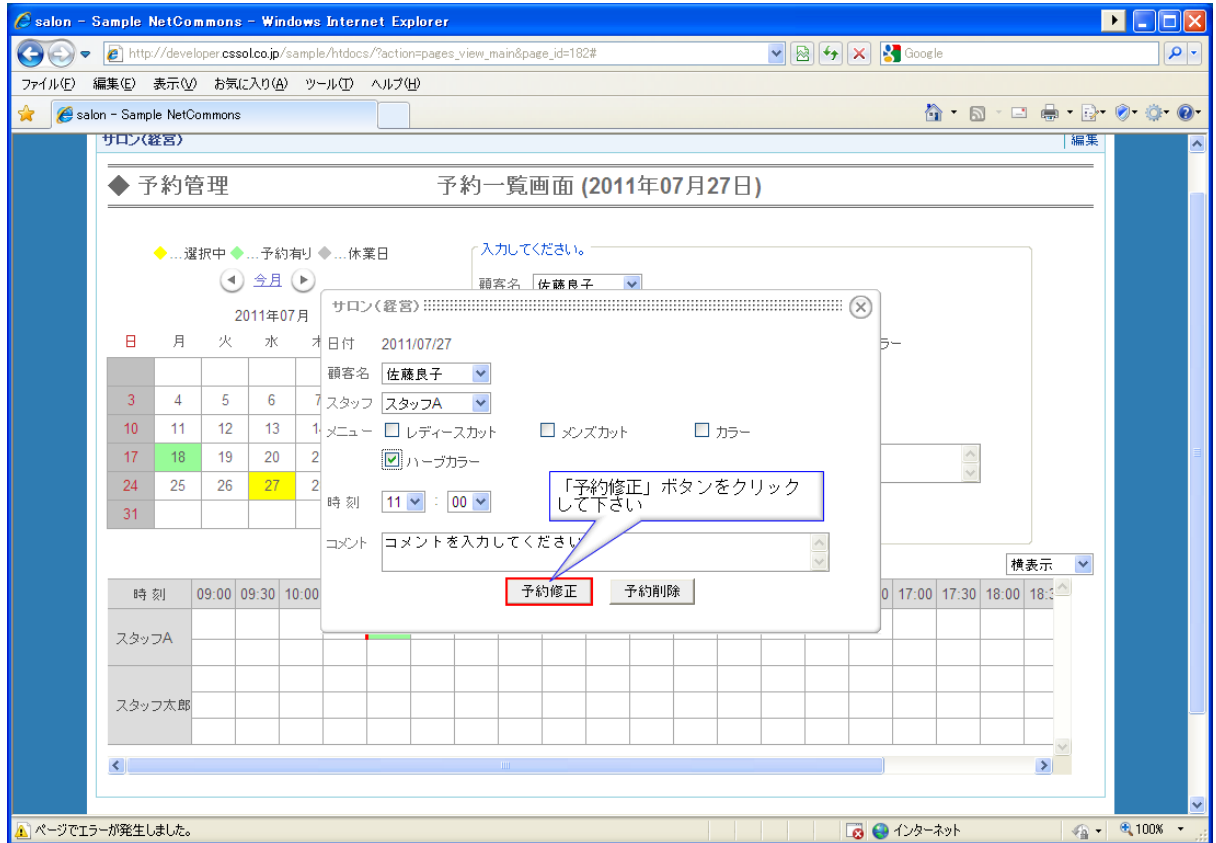 salon - Sample NetCommons - Windows Internet Explorer
http://developer.cssol.co.jp/sample/htdocs/?action=pages_view_main&page_id=182#
Google
ファイル(F) 編集(E) 表示(V) お気に入り(A) ツール(T) ヘルプ(H)
salon - Sample NetCommons
サロン(経営) 編集
◆ 予約管理 予約一覧画面 (2011年07月27日)
◆…選択中 ◆…予約有り ◆…休業日
今月
2011年07月
日 月 火 水
3 4 5 6 7
10 11 12 13
17 18 19 20
24 25 26 27
31
入力してください。
顧客名 佐藤良子
ラー
サロン(経営)
日付 2011/07/27
顧客名 佐藤良子
スタッフ スタッフA
メニュー レディースカット メンズカット カラー
ハーブカラー
時刻 11 : 00
コメント コメントを入力してください
「予約修正」ボタンをクリック
して下さい
予約修正 予約削除
横表示
時刻 09:00 09:30 10:00 0 17:00 17:30 18:00 18:3
スタッフA
スタッフ太郎
ページでエラーが発生しました。 インターネット 100%